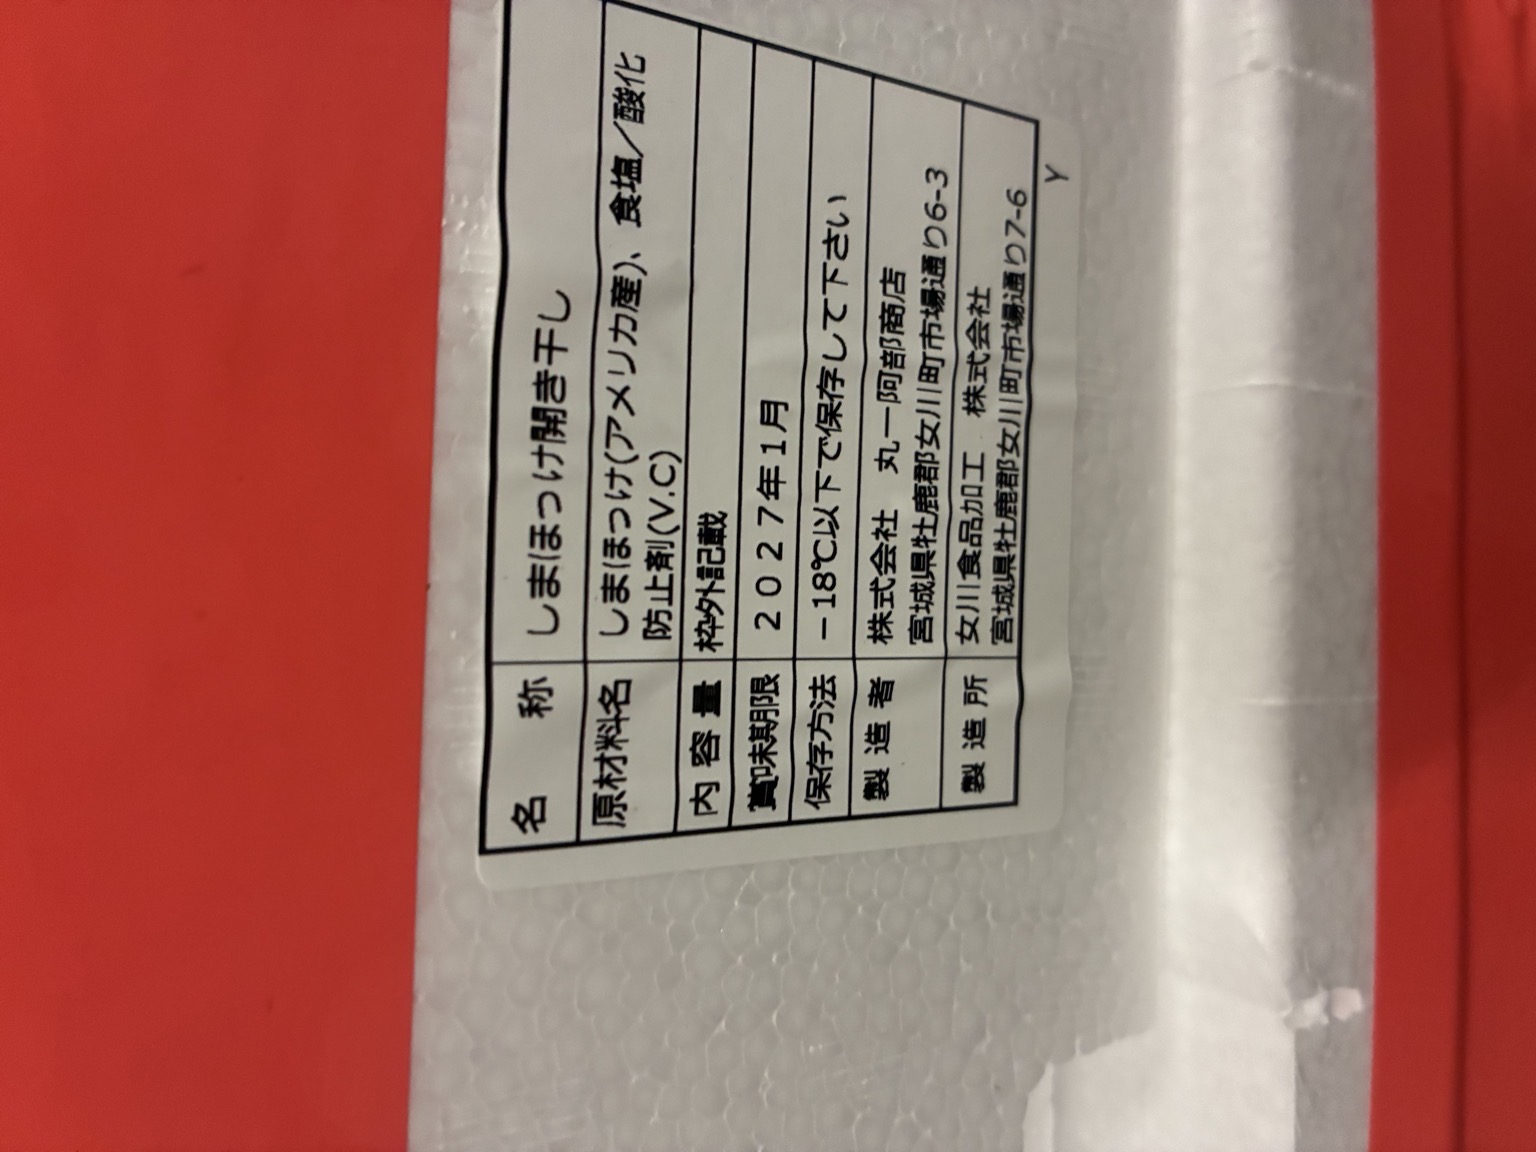 名　称　しまほっけ開き干し
原材料名　しまほっけ(アメリカ産)、食塩／酸化
防止剤(V.C)
内容量　枠外記載
賞味期限　２０２７年１月
保存方法　－18℃以下で保存して下さい
製造者　株式会社　丸一阿部商店
宮城県牡鹿郡女川町市場通り6-3
製造所　女川食品加工　株式会社
宮城県牡鹿郡女川町市場通り7-6
Y